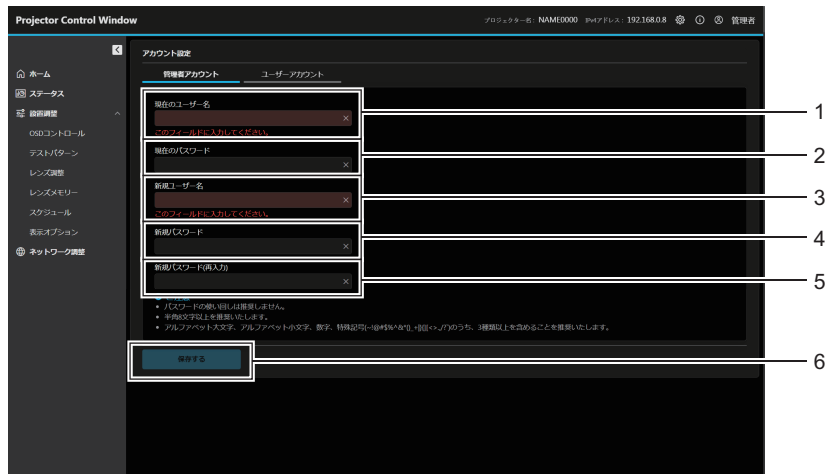 Projector Control Window
プロジェクター名: NAME0000 IPv4アドレス: 192.168.0.8 管理者
アカウント設定
ホーム
ステータス
設置調整
OSDコントロール
テストパターン
レンズ調整
レンズメモリー
スケジュール
表示オプション
ネットワーク調整
管理者アカウント ユーザーアカウント
現在のユーザー名
このフィールドに入力してください。
1
現在のパスワード
2
新規ユーザー名
このフィールドに入力してください。
3
新規パスワード
4
新規パスワード(再入力)
5
• パスワードの使い回しは推奨しません。
• 半角8文字以上を推奨いたします。
• アルファベット大文字、アルファベット小文字、数字、特殊記号のうち、3種類以上を含めることを推奨いたします。
保存する
6